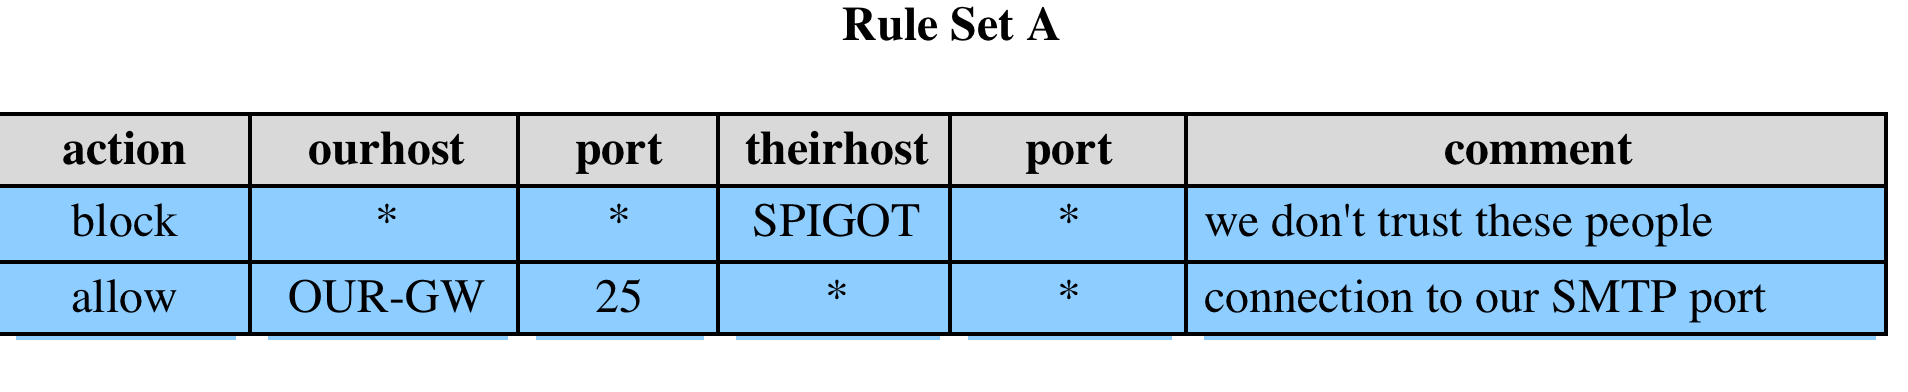 Rule Set A
action ourhost port theirhost port comment
block * * SPIGOT * we don't trust these people
allow OUR-GW 25 * * connection to our SMTP port